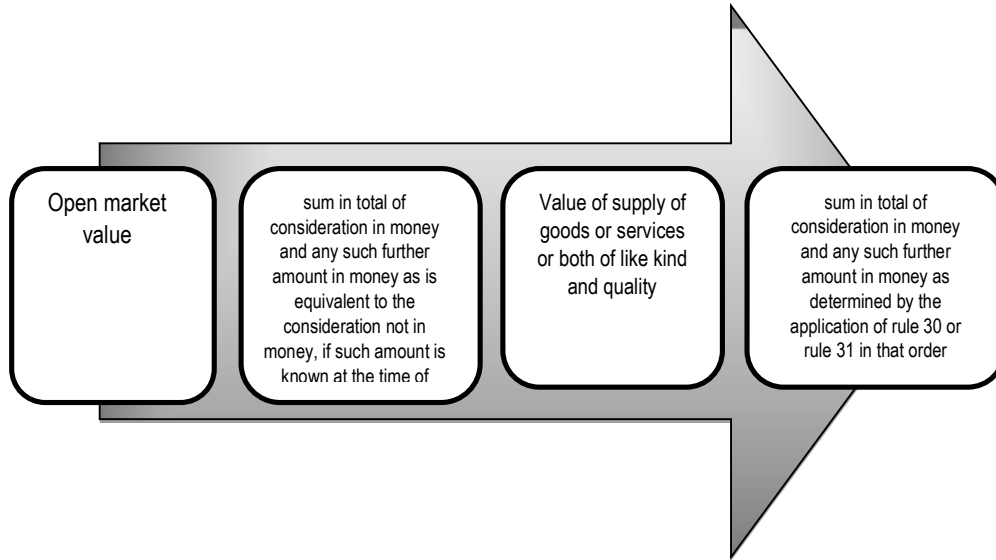 Open market
value
sum in total of
consideration in money
and any such further
amount in money as is
equivalent to the
consideration not in
money, if such amount is
known at the time of
Value of supply of
goods or services
or both of like kind
and quality
sum in total of
consideration in money
and any such further
amount in money as
determined by the
application of rule 30 or
rule 31 in that order